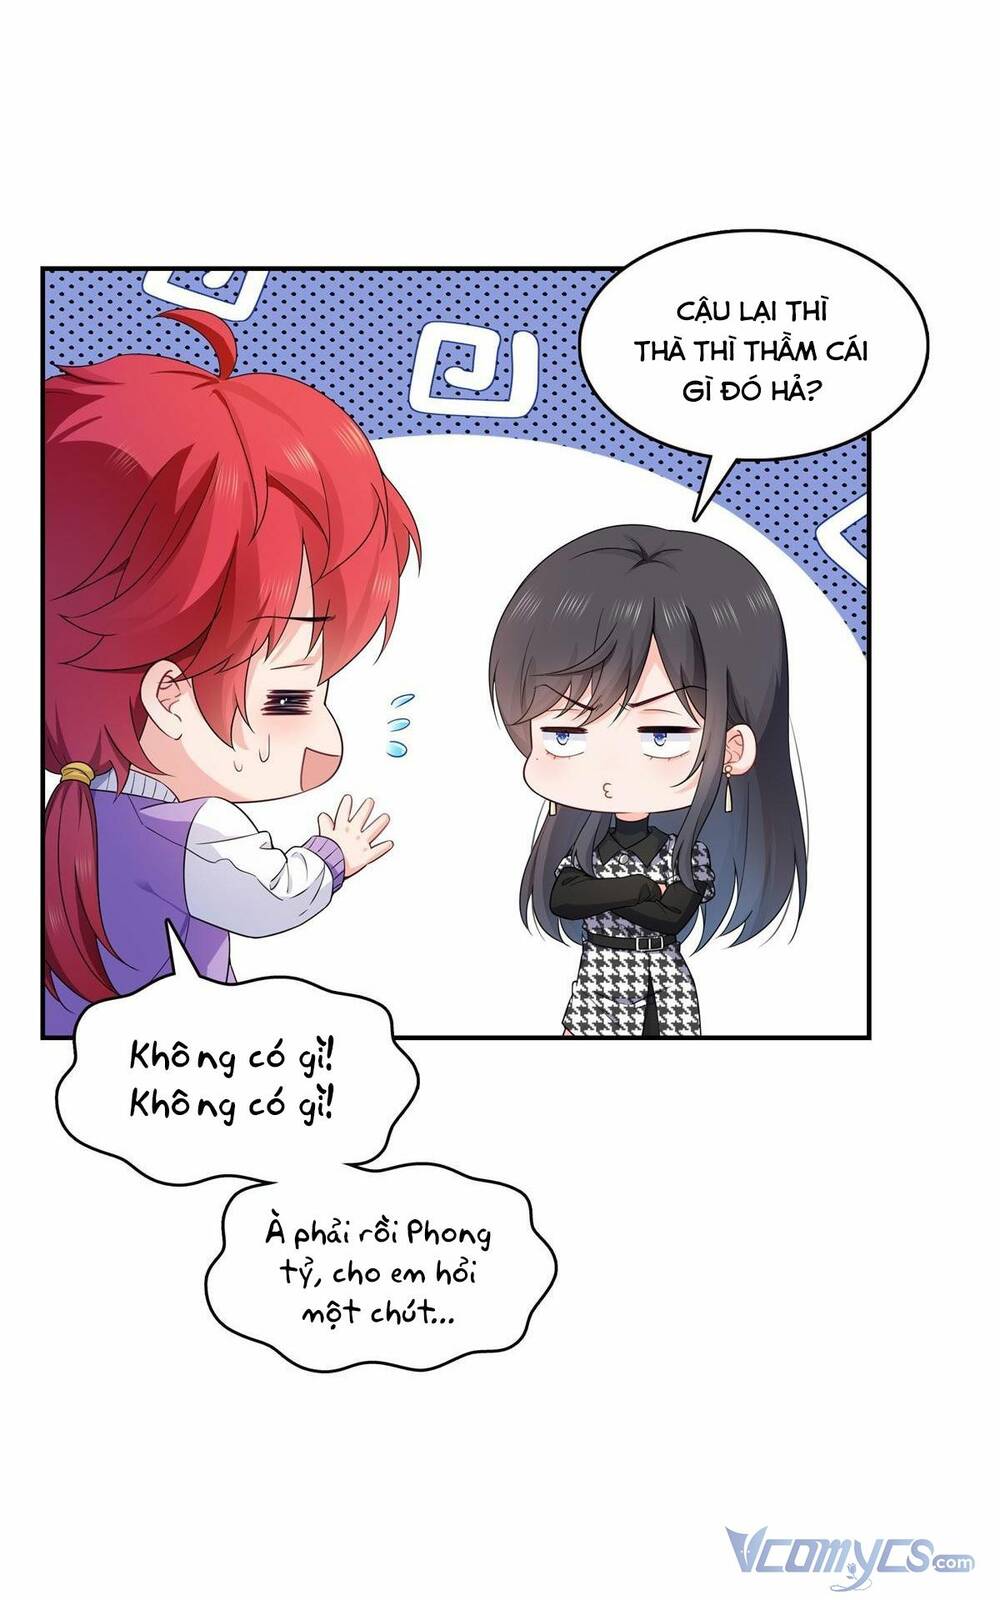 CẬU LẠI THÌ
THÀ THÌ THẦM CÁI
GÌ ĐÓ HẢ?
Không có gì!
Không có gì!
À phải rồi Phong
tỷ, cho em hỏi
một chút...
Vcomycs.com